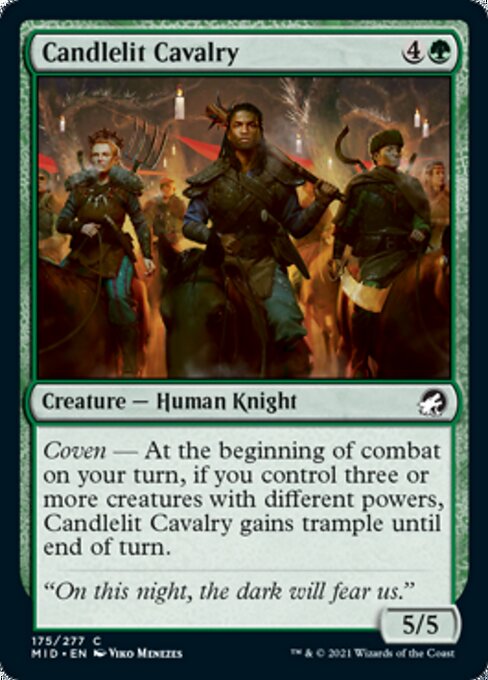 Candlelit Cavalry 4
Creature — Human Knight
Coven — At the beginning of combat
on your turn, if you control three or
more creatures with different powers,
Candlelit Cavalry gains trample until
end of turn.
“On this night, the dark will fear us.”
5/5
175/277 C
MID • EN Viko Menezes
™ & © 2021 Wizards of the Coast